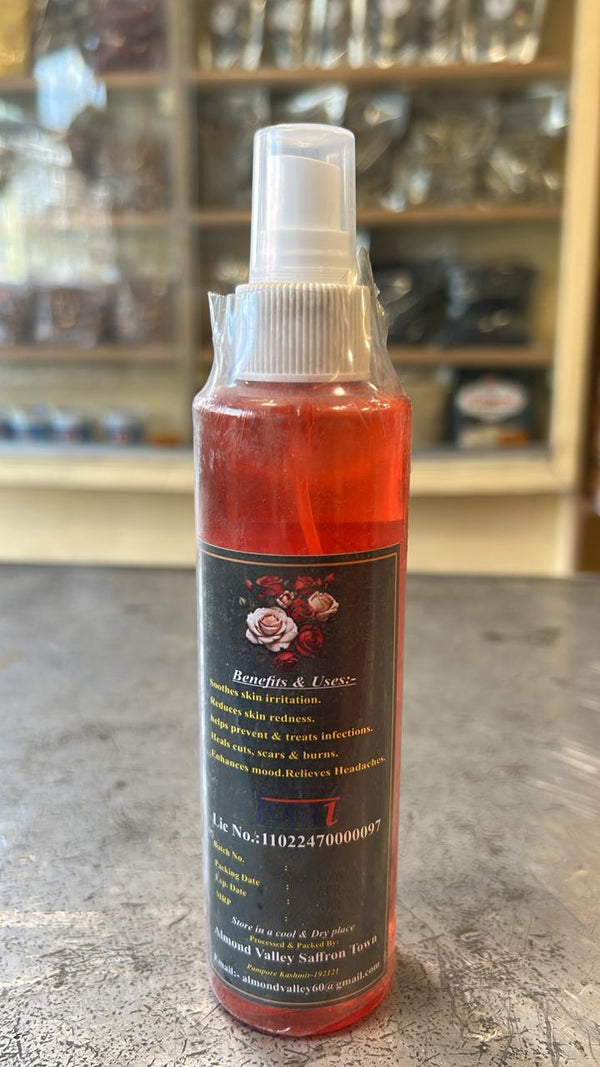 Benefits & Uses:-
Soothes skin irritation.
Reduces skin redness.
helps prevent & treats infections.
Heals cuts, scars & burns.
Enhances mood.Relieves Headaches.
Lic No.:11022470000097
Batch No. :
Packing Date :
Exp. Date :
MRP :
Store in a cool & Dry place
Processed & Packed By:
Almond Valley Saffron Town
Pampore Kashmir-192121
Email:- almondvalley60@gmail.com